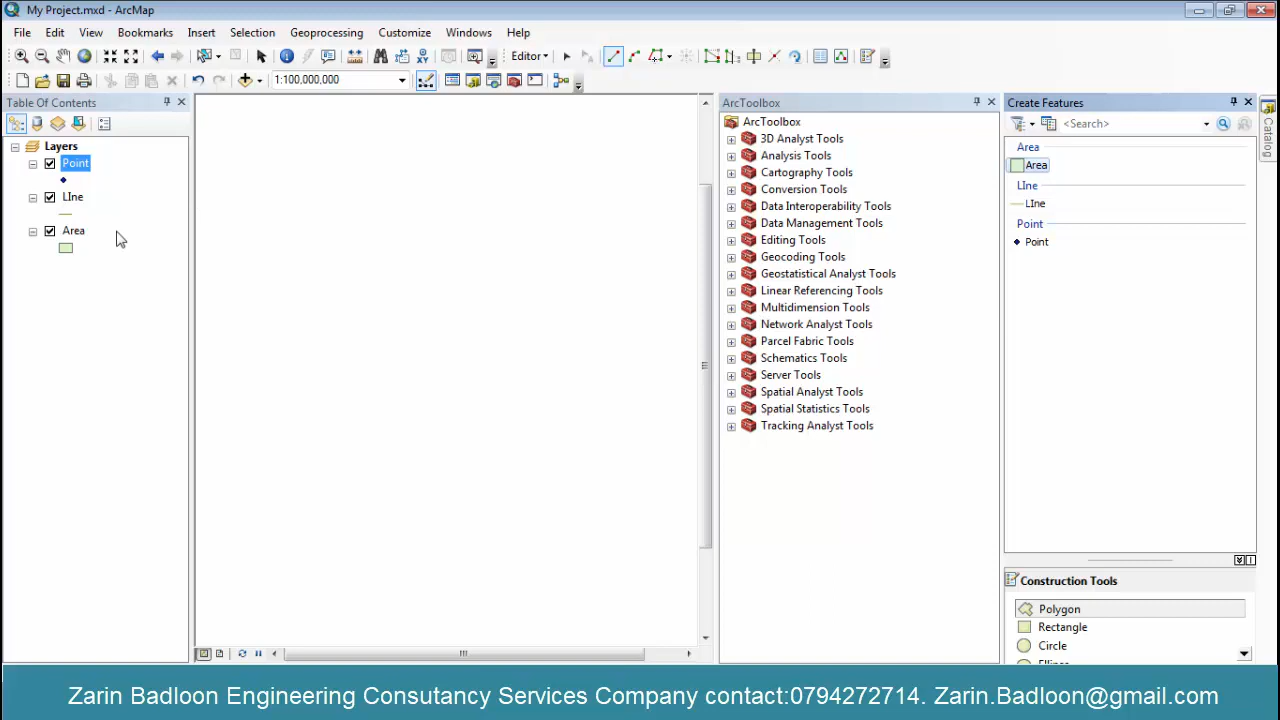 My Project.mxd - ArcMap
File Edit View Bookmarks Insert Selection Geoprocessing Customize Windows Help
Editor
1:100,000,000
Table Of Contents
Layers
Point
LIne
Area
ArcToolbox
ArcToolbox
3D Analyst Tools
Analysis Tools
Cartography Tools
Conversion Tools
Data Interoperability Tools
Data Management Tools
Editing Tools
Geocoding Tools
Geostatistical Analyst Tools
Linear Referencing Tools
Multidimension Tools
Network Analyst Tools
Parcel Fabric Tools
Schematics Tools
Server Tools
Spatial Analyst Tools
Spatial Statistics Tools
Tracking Analyst Tools
Create Features
<Search>
Area
Area
LIne
LIne
Point
Point
Construction Tools
Polygon
Rectangle
Circle
Catalog
Zarin Badloon Engineering Consutancy Services Company contact:0794272714. Zarin.Badloon@gmail.com